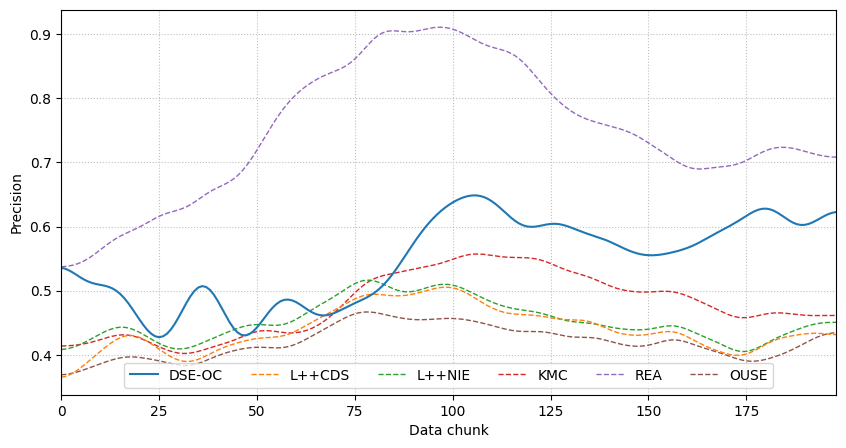 0.9
0.8
0.7
0.6
0.5
0.4
Precision
DSE-OC L++CDS L++NIE KMC REA OUSE
0 25 50 75 100 125 150 175
Data chunk